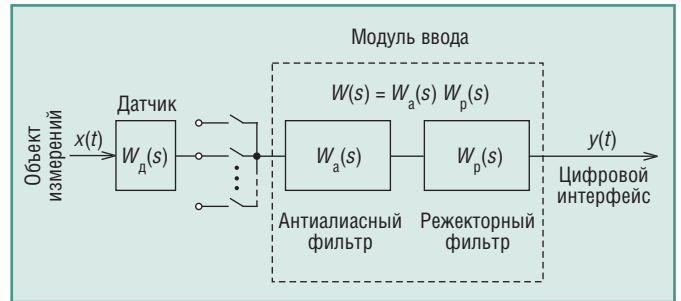 Модуль ввода
W(s) = Wа(s) Wр(s)
Датчик
Объект
измерений
x(t)
Wд(s)
Wа(s)
Wр(s)
y(t)
Цифровой
интерфейс
Антиалиасный
фильтр
Режекторный
фильтр